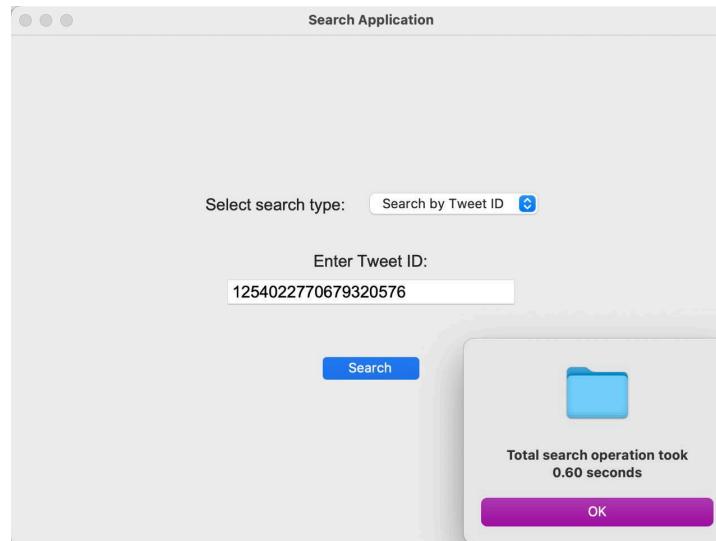 Search Application
Select search type: Search by Tweet ID
Enter Tweet ID:
1254022770679320576
Search
Total search operation took
0.60 seconds
OK